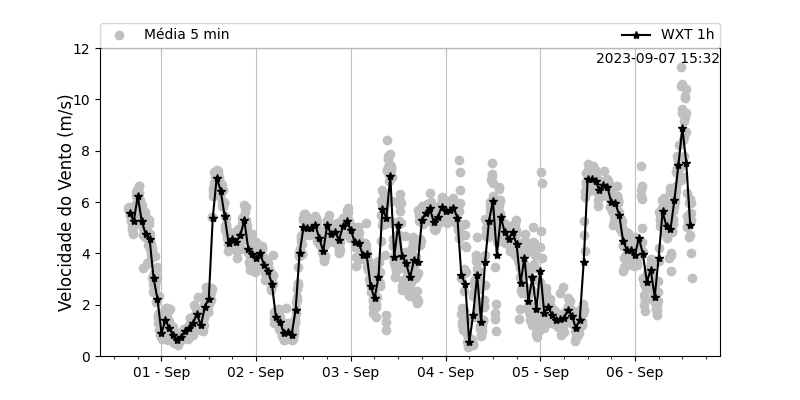 Média 5 min
WXT 1h
2023-09-07 15:32
Velocidade do Vento (m/s)
12
10
8
6
4
2
0
01 - Sep
02 - Sep
03 - Sep
04 - Sep
05 - Sep
06 - Sep